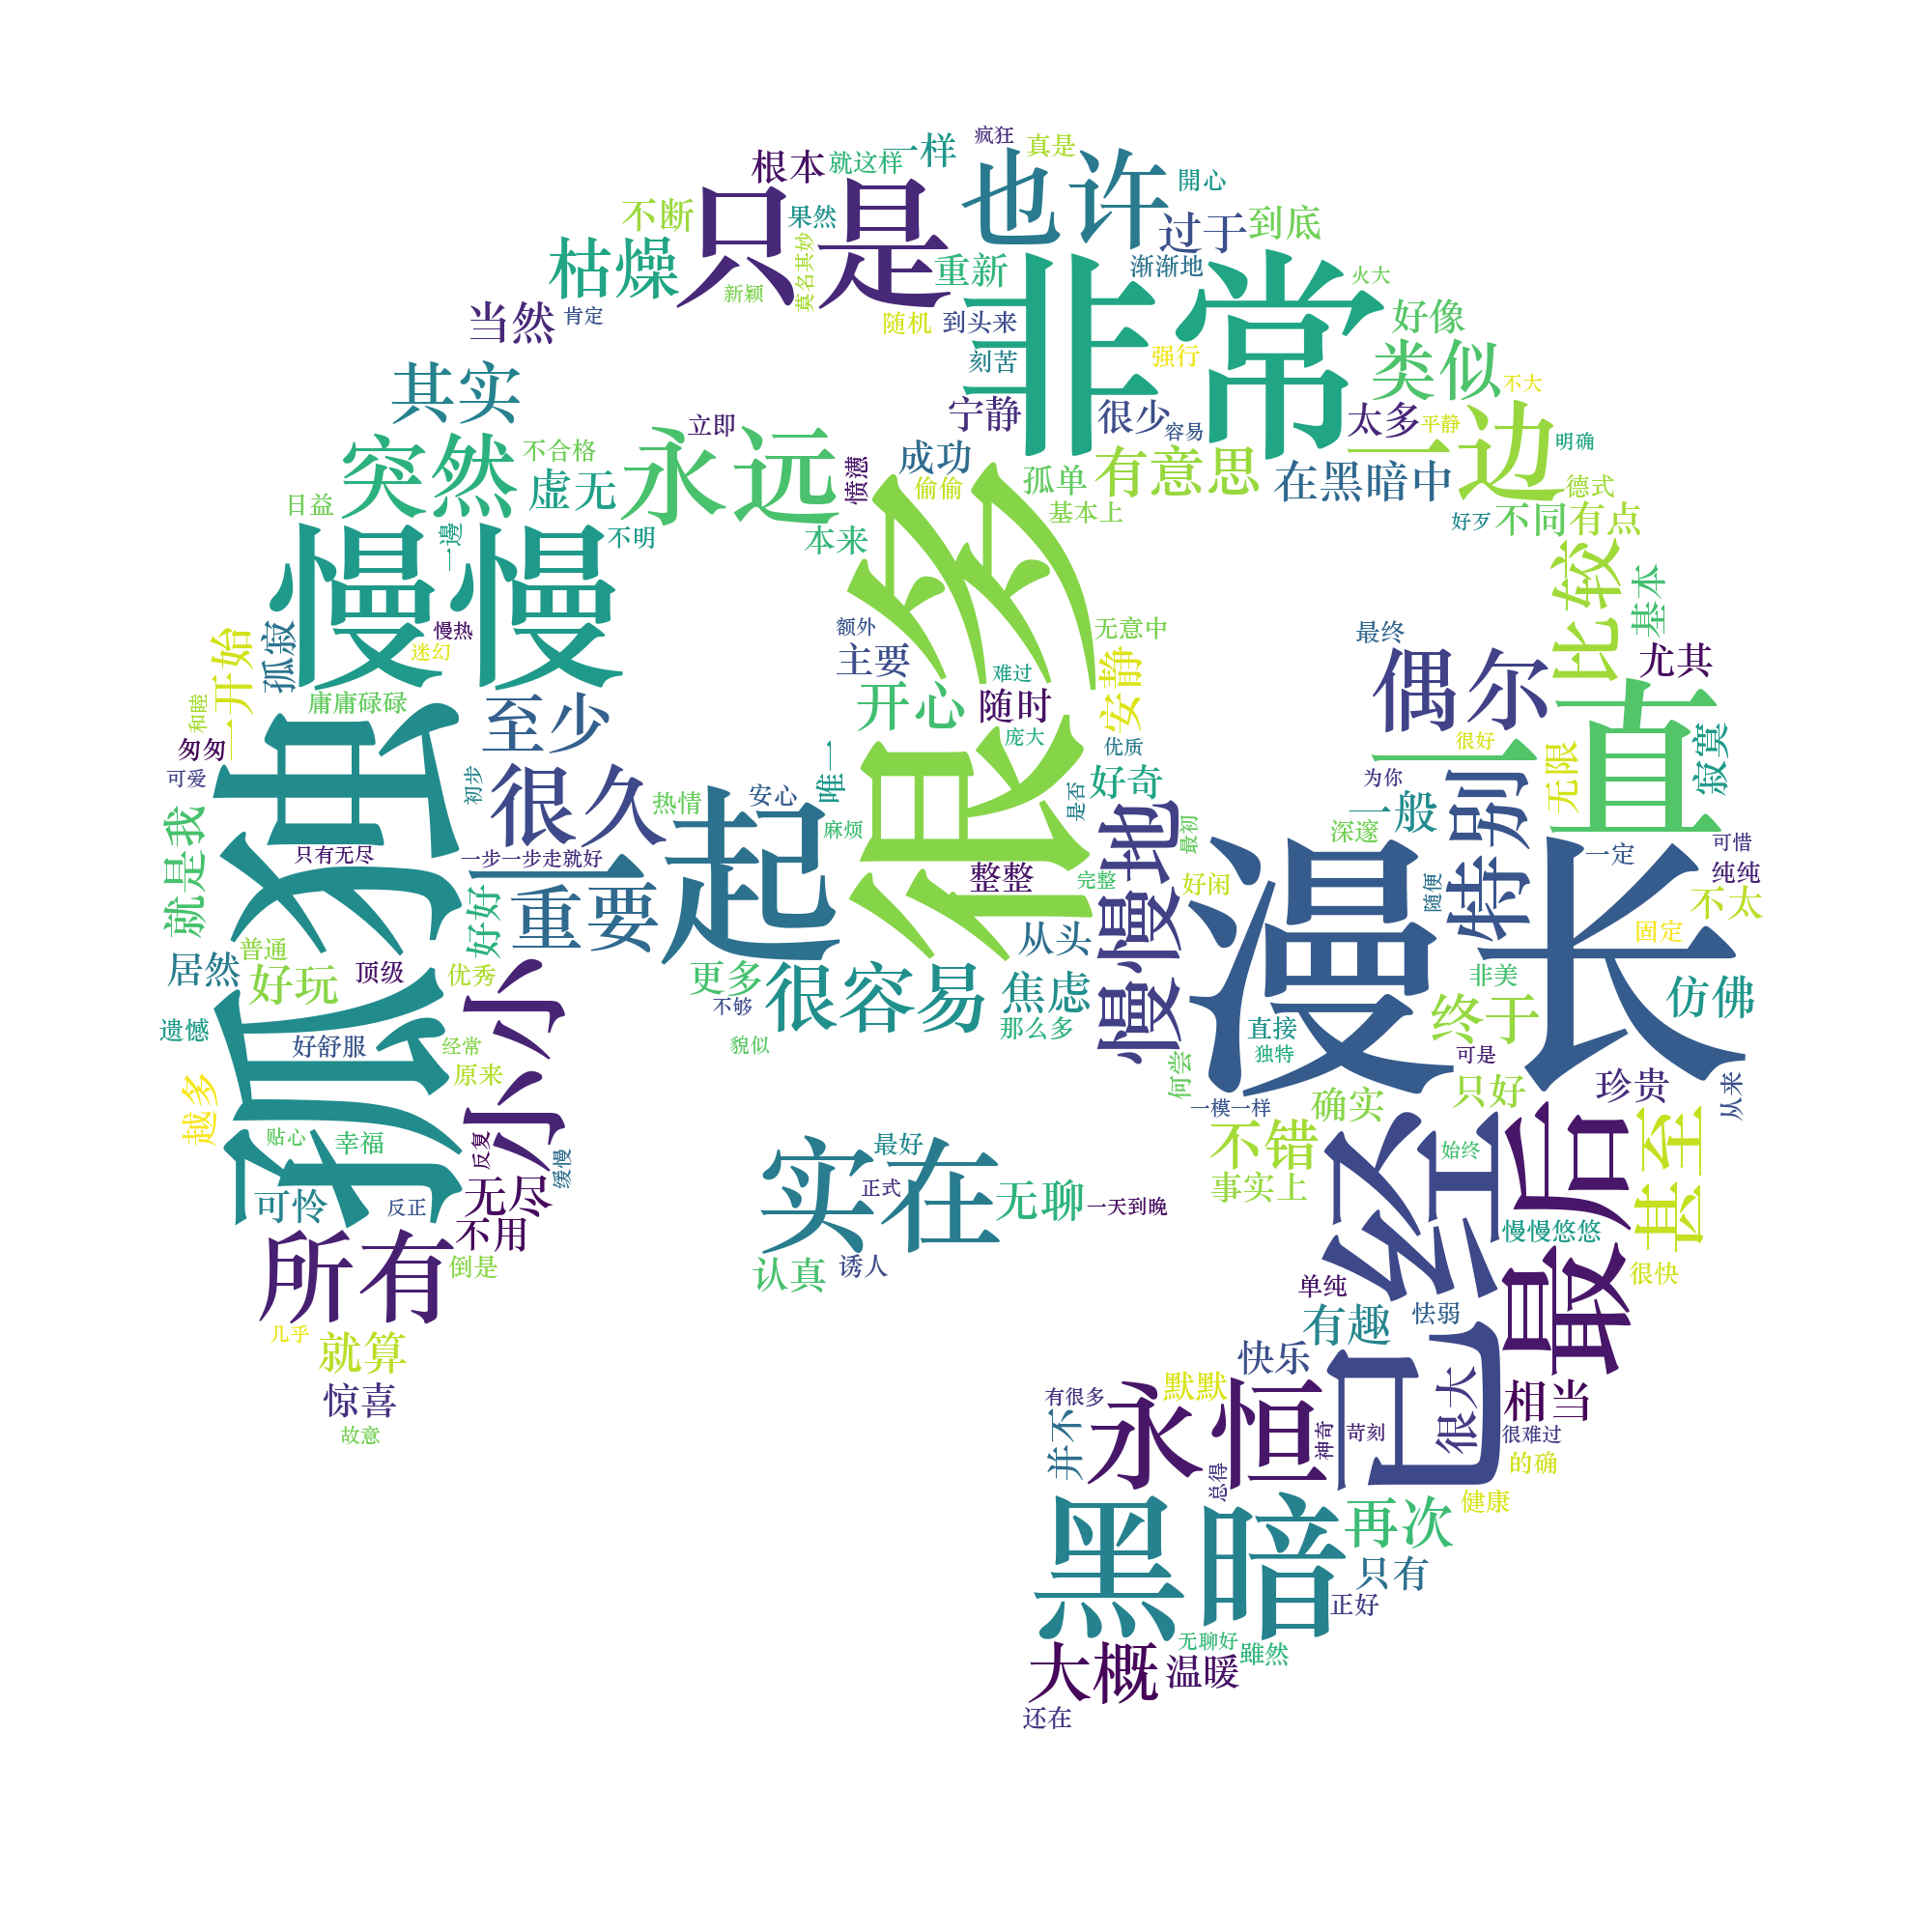 疯狂
真是
一样
根本
就这样
也许
開心
只是
不断
果然
过于
到底
枯燥
莫名其妙
重新
渐渐地
非常
火大
新颖
当然
肯定
随机
到头来
好像
刻苦
强行
类似
其实
不大
宁静
很少
太多
平静
容易
一边
明确
突然
不合格
立即
永远
成功
有意思
在黑暗中
虚无
愤懑
偷偷
孤单
德式
日益
基本上
好歹
不同
有点
一邊
不明
本来
慢慢
很多
比较
基本
孤寂
慢热
额外
无意中
最终
一开始
迷幻
主要
安静
偶尔
尤其
难过
和睦
庸庸碌碌
至少
开心
随时
一直
匆匆
庞大
优质
很好
寂寞
可爱
初步
很久
热情
安心
唯一
好奇
为你
无限
是否
特别
孤独
一起
麻烦
慢慢地
最初
一般
深邃
就是我
只有无尽
一步一步走就好
一定
可惜
整整
完整
好闲
随便
纯纯
好好
重要
漫长
不太
从头
固定
普通
居然
好玩
顶级
优秀
更多
很容易
焦虑
非美
仿佛
不够
小小
遗憾
好舒服
经常
貌似
那么多
直接
终于
独特
可是
原来
何尝
越多
只好
珍贵
从来
一模一样
确实
贴心
幸福
反复
缓慢
实在
最好
不错
已经
始终
最后
甚至
可怜
反正
无尽
正式
无聊
一天到晚
事实上
不用
慢慢悠悠
所有
倒是
认真
诱人
很快
单纯
几乎
就算
有趣
怯弱
快乐
惊喜
有很多
默默
很大
相当
故意
并不
永恒
神奇
苛刻
很难过
总得
的确
黑暗
再次
健康
只有
正好
无聊好
雖然
大概
温暖
还在